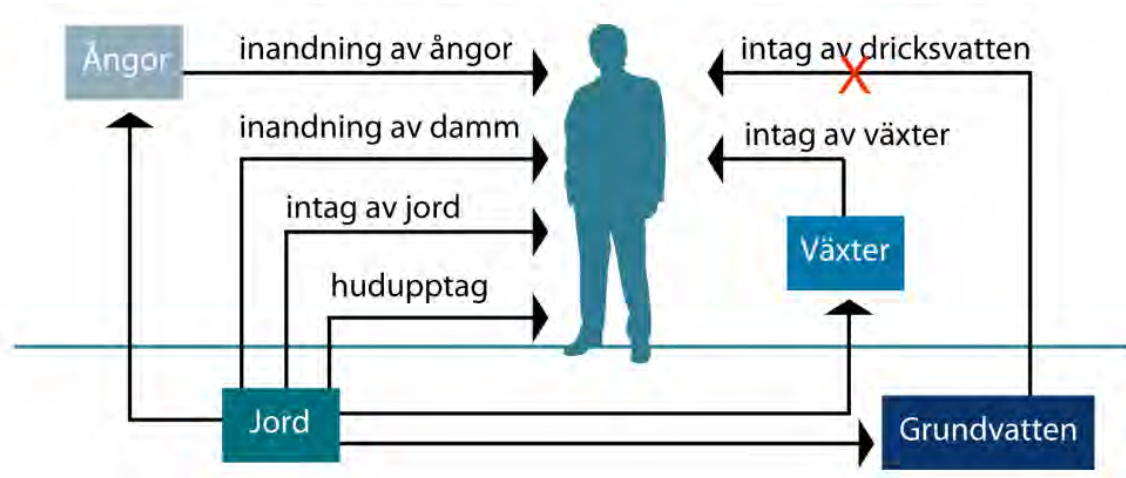 Ångor
inandning av ångor
intag av dricksvatten
X
inandning av damm
intag av växter
intag av jord
Växter
hudupptag
Jord
Grundvatten